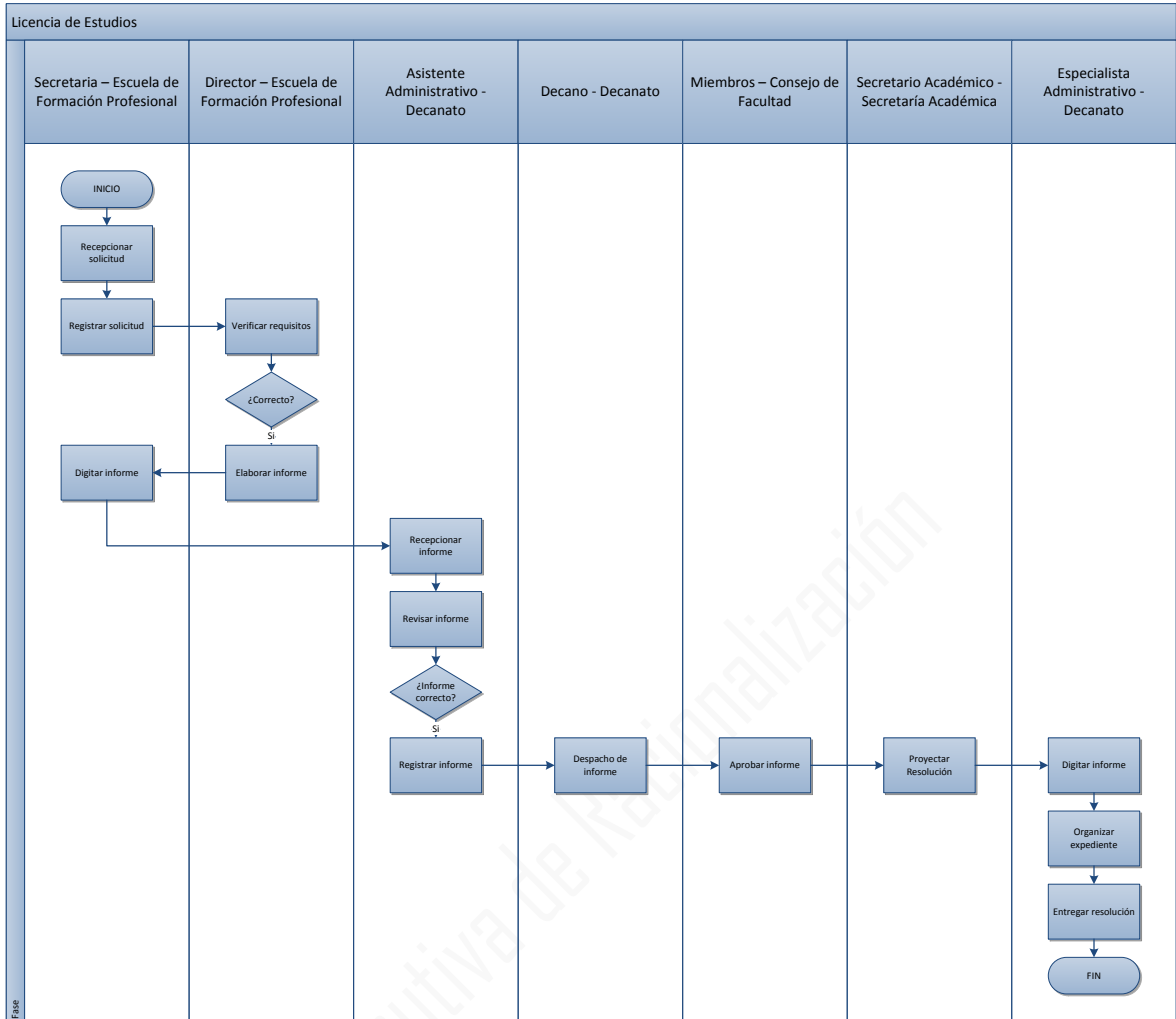 Licencia de Estudios
Secretaria – Escuela de
Formación Profesional
Director – Escuela de
Formación Profesional
Asistente
Administrativo -
Decanato
Decano - Decanato
Miembros – Consejo de
Facultad
Secretario Académico -
Secretaría Académica
Especialista
Administrativo -
Decanato
INICIO
Recepcionar
solicitud
Registrar solicitud
Verificar requisitos
¿Correcto?
Si
Digitar informe
Elaborar informe
Recepcionar
informe
Revisar informe
¿Informe
correcto?
Si
Registrar informe
Despacho de
informe
Aprobar informe
Proyectar
Resolución
Digitar informe
Organizar
expediente
Entregar resolución
FIN
Fase
utiva de Racionalización